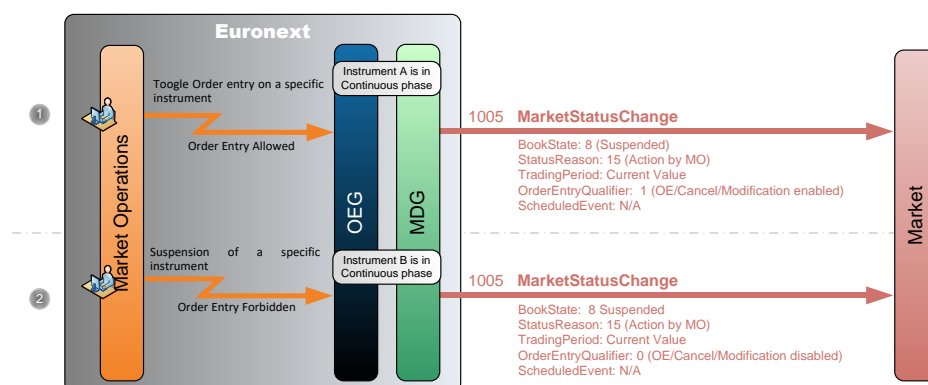 Euronext
Toogle Order entry on a specific
instrument
Order Entry Allowed
Instrument A is in
Continuous phase
1
1005 MarketStatusChange
BookState: 8 (Suspended)
StatusReason: 15 (Action by MO)
TradingPeriod: Current Value
OrderEntryQualifier: 1 (OE/Cancel/Modification enabled)
ScheduledEvent: N/A
Market Operations
OEG
MDG
Market
Suspension of a specific
instrument
Order Entry Forbidden
Instrument B is in
Continuous phase
2
1005 MarketStatusChange
BookState: 8 Suspended
StatusReason: 15 (Action by MO)
TradingPeriod: Current Value
OrderEntryQualifier: 0 (OE/Cancel/Modification disabled)
ScheduledEvent: N/A